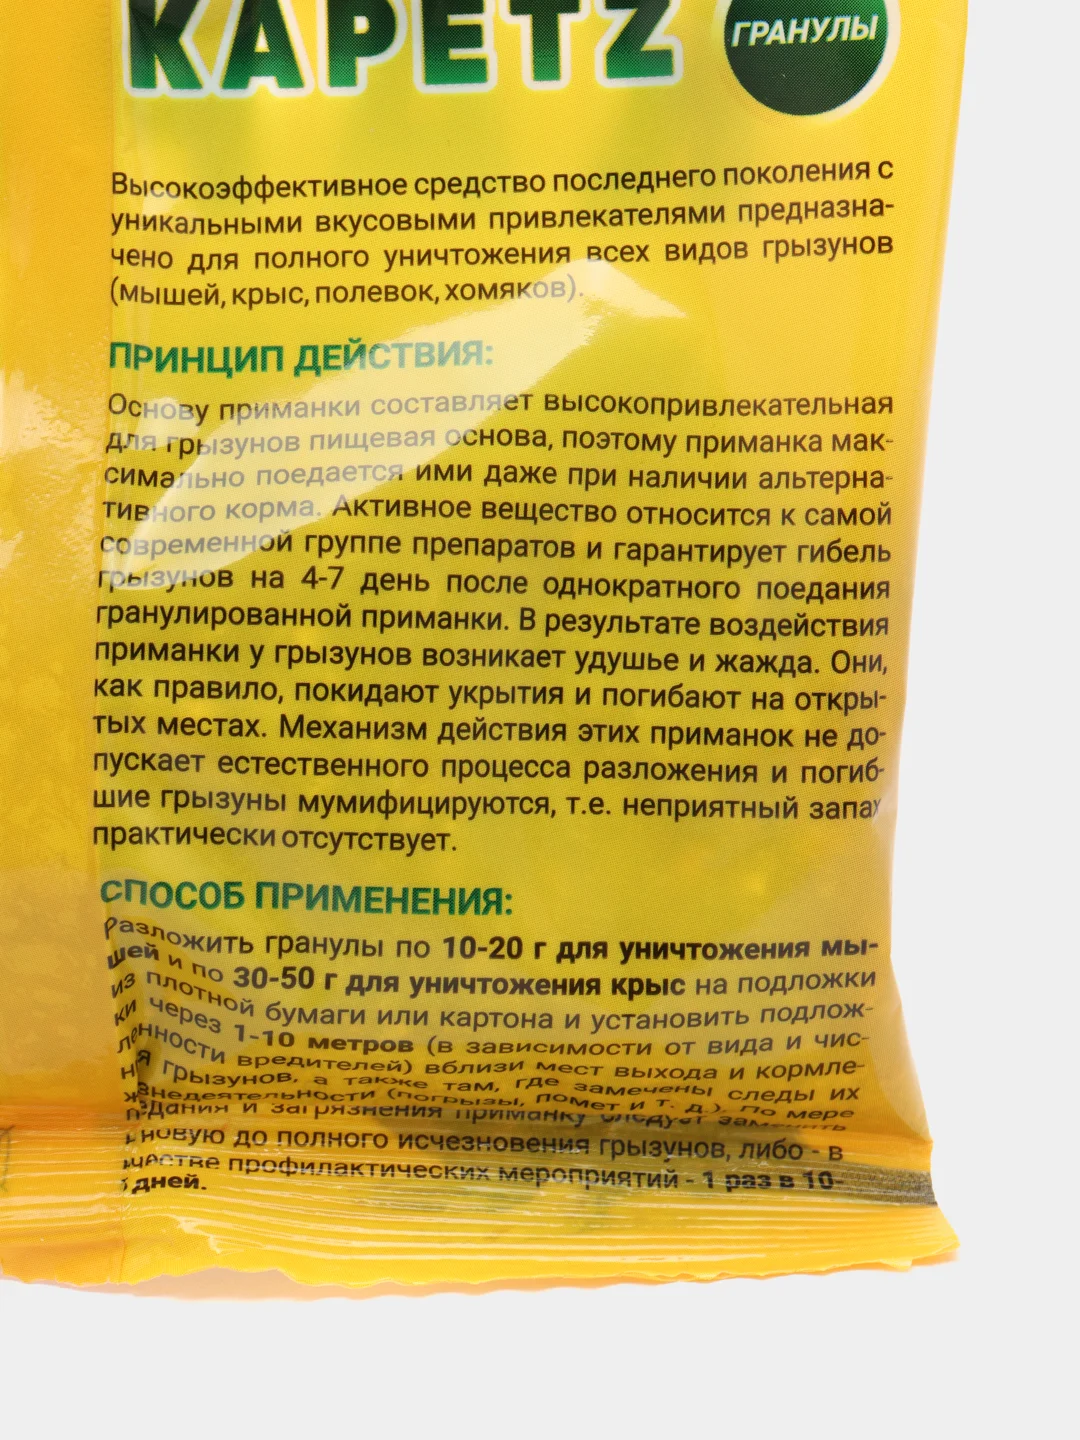 KAPETZ
ГРАНУЛЫ
Высокоэффективное средство последнего поколения с
уникальными вкусовыми привлекателями предназна-
чено для полного уничтожения всех видов грызунов
(мышей, крыс, полевок, хомяков).
ПРИНЦИП ДЕЙСТВИЯ:
Основу приманки составляет высокопривлекательная
для грызунов пищевая основа, поэтому приманка мак-
симально поедается ими даже при наличии альтерна-
тивного корма. Активное вещество относится к самой
современной группе препаратов и гарантирует гибель
грызунов на 4-7 день после однократного поедания
гранулированной приманки. В результате воздействия
приманки у грызунов возникает удушье и жажда. Они,
как правило, покидают укрытия и погибают на откры-
тых местах. Механизм действия этих приманок не до-
пускает естественного процесса разложения и погиб-
шие грызуны мумифицируются, т.е. неприятный запах
практически отсутствует.
СПОСОБ ПРИМЕНЕНИЯ:
Разложить гранулы по 10-20 г для уничтожения мы-
шей и по 30-50 г для уничтожения крыс на подложки
из плотной бумаги или картона и установить подлож-
ки через 1-10 метров (в зависимости от вида и чис-
ленности вредителей) вблизи мест выхода и кормле-
ния грызунов, а также там, где замечены следы их
жизнедеятельности (погрызы, помет и т. д.). По мере
поедания и загрязнения приманку следует заменить
новую до полного исчезновения грызунов, либо - в
качестве профилактических мероприятий - 1 раз в 10-
дней.